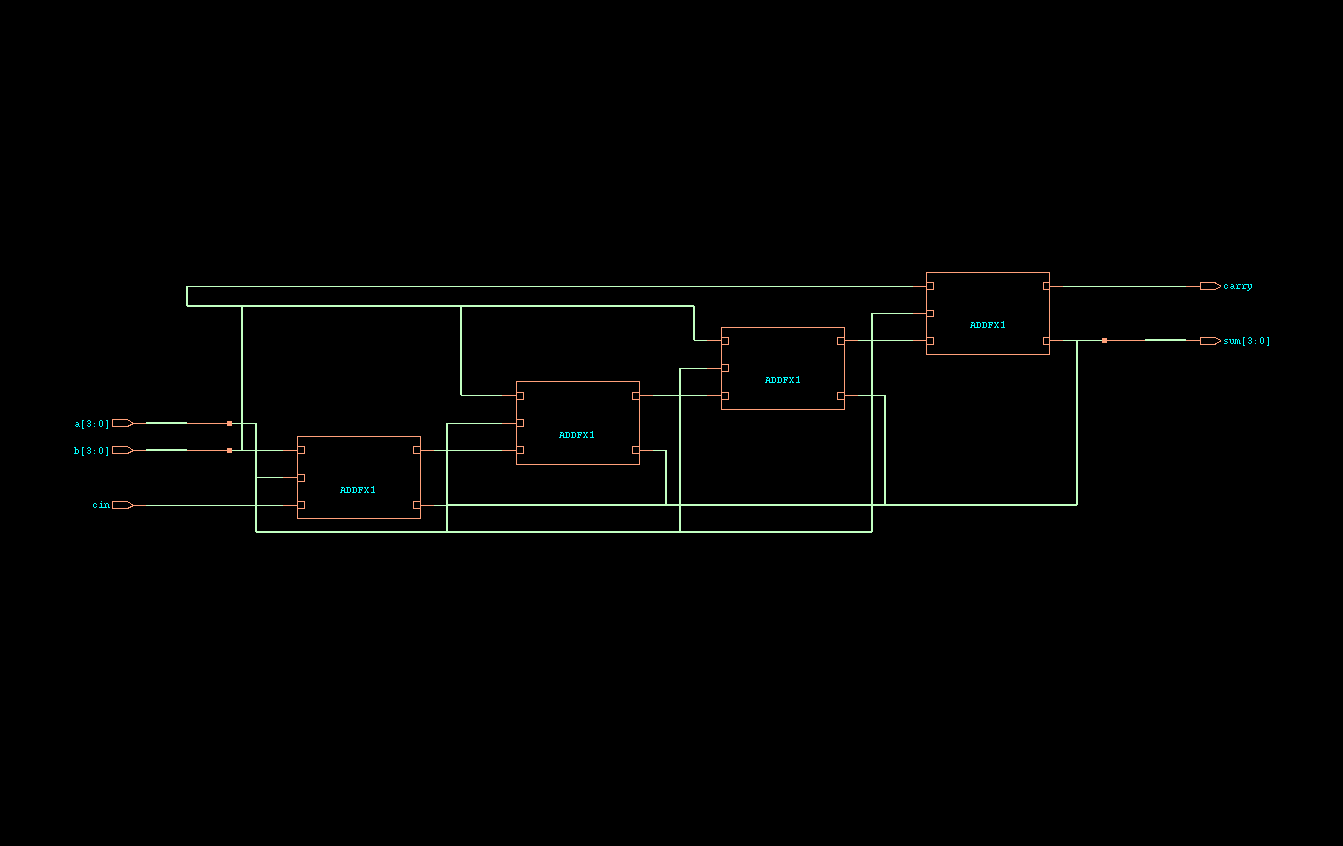 carry
ADDFX1
sum[3:0]
ADDFX1
a[3:0]
ADDFX1
b[3:0]
ADDFX1
cin